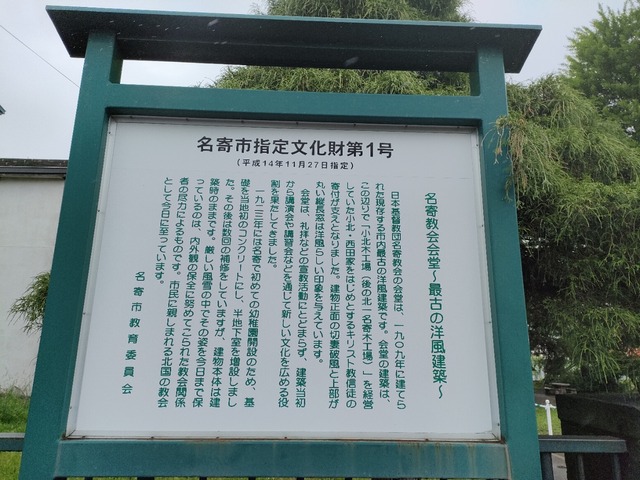 名寄市指定文化財第1号
(平成14年11月27日指定)
名寄教会会堂～最古の洋風建築～
日本基督教団名寄教会の会堂は、一九〇九年に建てら
れた現存する市内最古の洋風建築です。会堂の建築は、
この辺りで「小北木工場（後の北一名寄木工場）」を経営
していた小北・西田家をはじめとするキリスト教信徒の
寄付が支えとなりました。建物正面の切妻破風と上部が
丸い縦長窓は洋風らしい印象を与えています。
会堂は、礼拝などの宣教活動にとどまらず、建築当初
から講演会や講習会などを通じて新しい文化を広める役
割を果たしてきました。
一九二三年には名寄で初めての幼稚園開設のため、基
礎を当地初のコンクリートにし、半地下室を増設しまし
た。その後は数回の補修をしていますが、建物本体は建
築時のままです。厳しい風雪の中でその姿を今日まで保
っているのは、内外観の保全に努めてこられた教会関係
者の尽力によるものです。市民に親しまれる北国の教会
として今日に至っています。
名寄市教育委員会